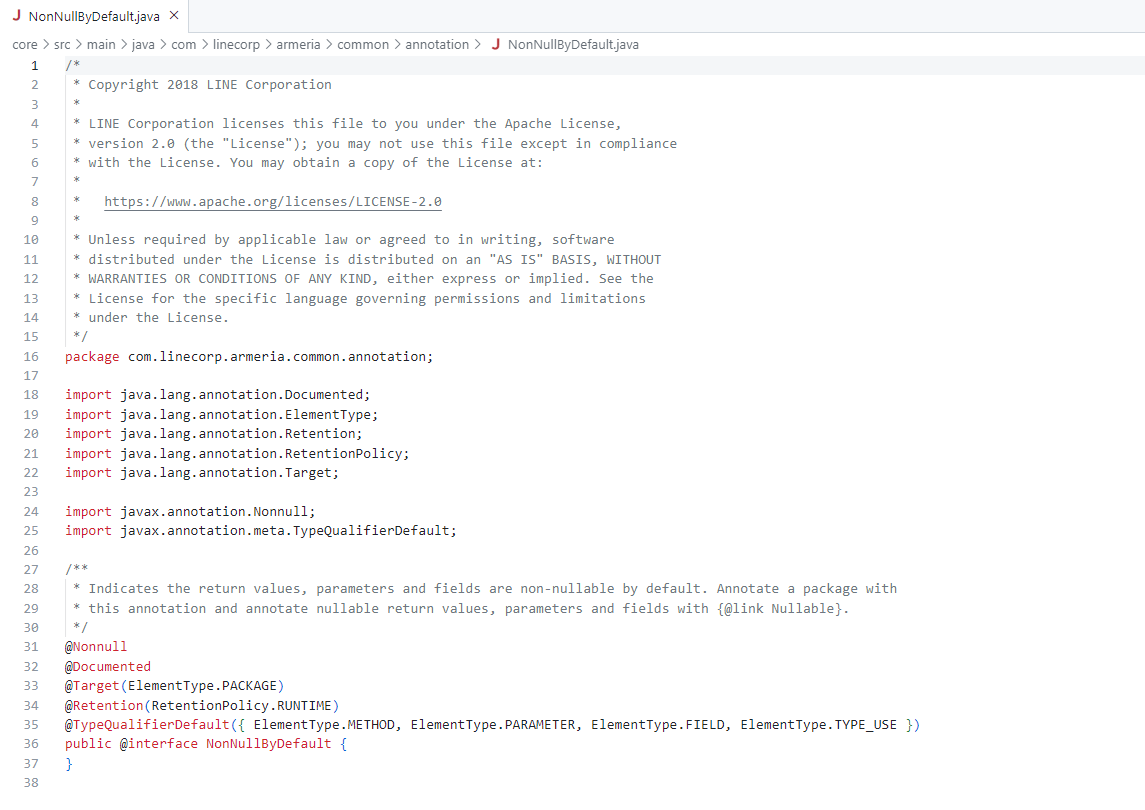 J NonNullByDefault.java ×
core > src > main > java > com > linecorp > armeria > common > annotation > J NonNullByDefault.java
1 /*
2  * Copyright 2018 LINE Corporation
3  *
4  * LINE Corporation licenses this file to you under the Apache License,
5  * version 2.0 (the "License"); you may not use this file except in compliance
6  * with the License. You may obtain a copy of the License at:
7  *
8  *   https://www.apache.org/licenses/LICENSE-2.0
9  *
10  * Unless required by applicable law or agreed to in writing, software
11  * distributed under the License is distributed on an "AS IS" BASIS, WITHOUT
12  * WARRANTIES OR CONDITIONS OF ANY KIND, either express or implied. See the
13  * License for the specific language governing permissions and limitations
14  * under the License.
15  */
16 package com.linecorp.armeria.common.annotation;
17
18 import java.lang.annotation.Documented;
19 import java.lang.annotation.ElementType;
20 import java.lang.annotation.Retention;
21 import java.lang.annotation.RetentionPolicy;
22 import java.lang.annotation.Target;
23
24 import javax.annotation.Nonnull;
25 import javax.annotation.meta.TypeQualifierDefault;
26
27 /**
28  * Indicates the return values, parameters and fields are non-nullable by default. Annotate a package with
29  * this annotation and annotate nullable return values, parameters and fields with {@link Nullable}.
30  */
31 @Nonnull
32 @Documented
33 @Target(ElementType.PACKAGE)
34 @Retention(RetentionPolicy.RUNTIME)
35 @TypeQualifierDefault({ ElementType.METHOD, ElementType.PARAMETER, ElementType.FIELD, ElementType.TYPE_USE })
36 public @interface NonNullByDefault {
37 }
38